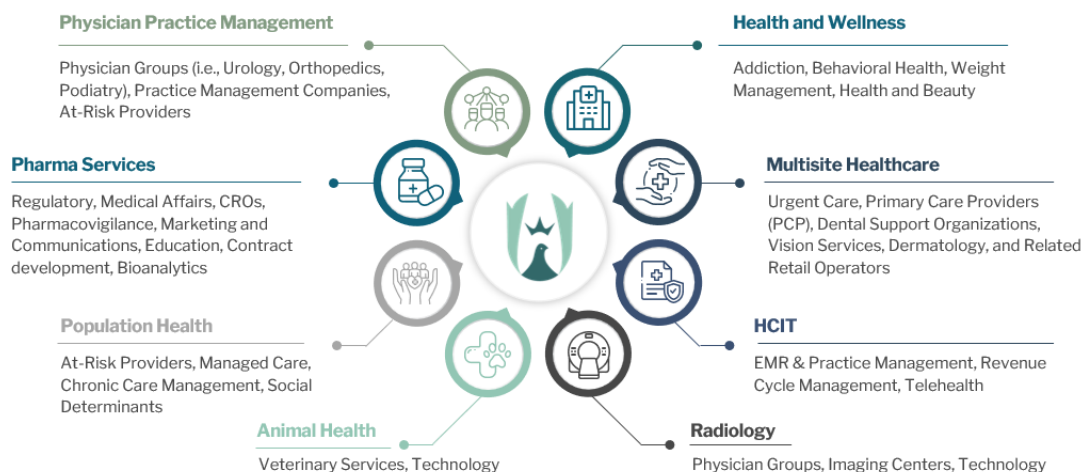 Physician Practice Management
Physician Groups (i.e., Urology, Orthopedics,
Podiatry), Practice Management Companies,
At-Risk Providers
Health and Wellness
Addiction, Behavioral Health, Weight
Management, Health and Beauty
Pharma Services
Regulatory, Medical Affairs, CROs,
Pharmacovigilance, Marketing and
Communications, Education, Contract
development, Bioanalytics
Multisite Healthcare
Urgent Care, Primary Care Providers
(PCP), Dental Support Organizations,
Vision Services, Dermatology, and Related
Retail Operators
Population Health
At-Risk Providers, Managed Care,
Chronic Care Management, Social
Determinants
HCIT
EMR & Practice Management, Revenue
Cycle Management, Telehealth
Animal Health
Veterinary Services, Technology
Radiology
Physician Groups, Imaging Centers, Technology